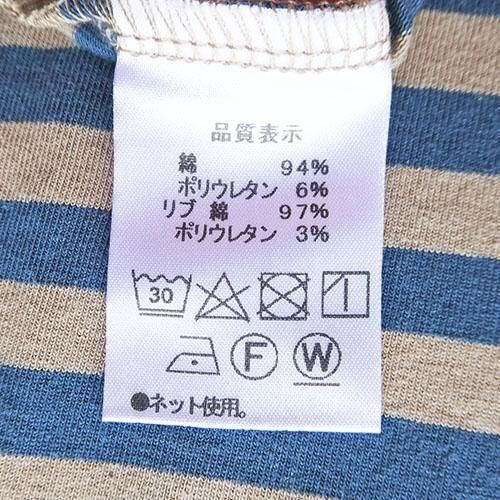 品質表示
綿 94%
ポリウレタン 6%
リブ 綿 97%
ポリウレタン 3%
30
F W
●ネット使用。